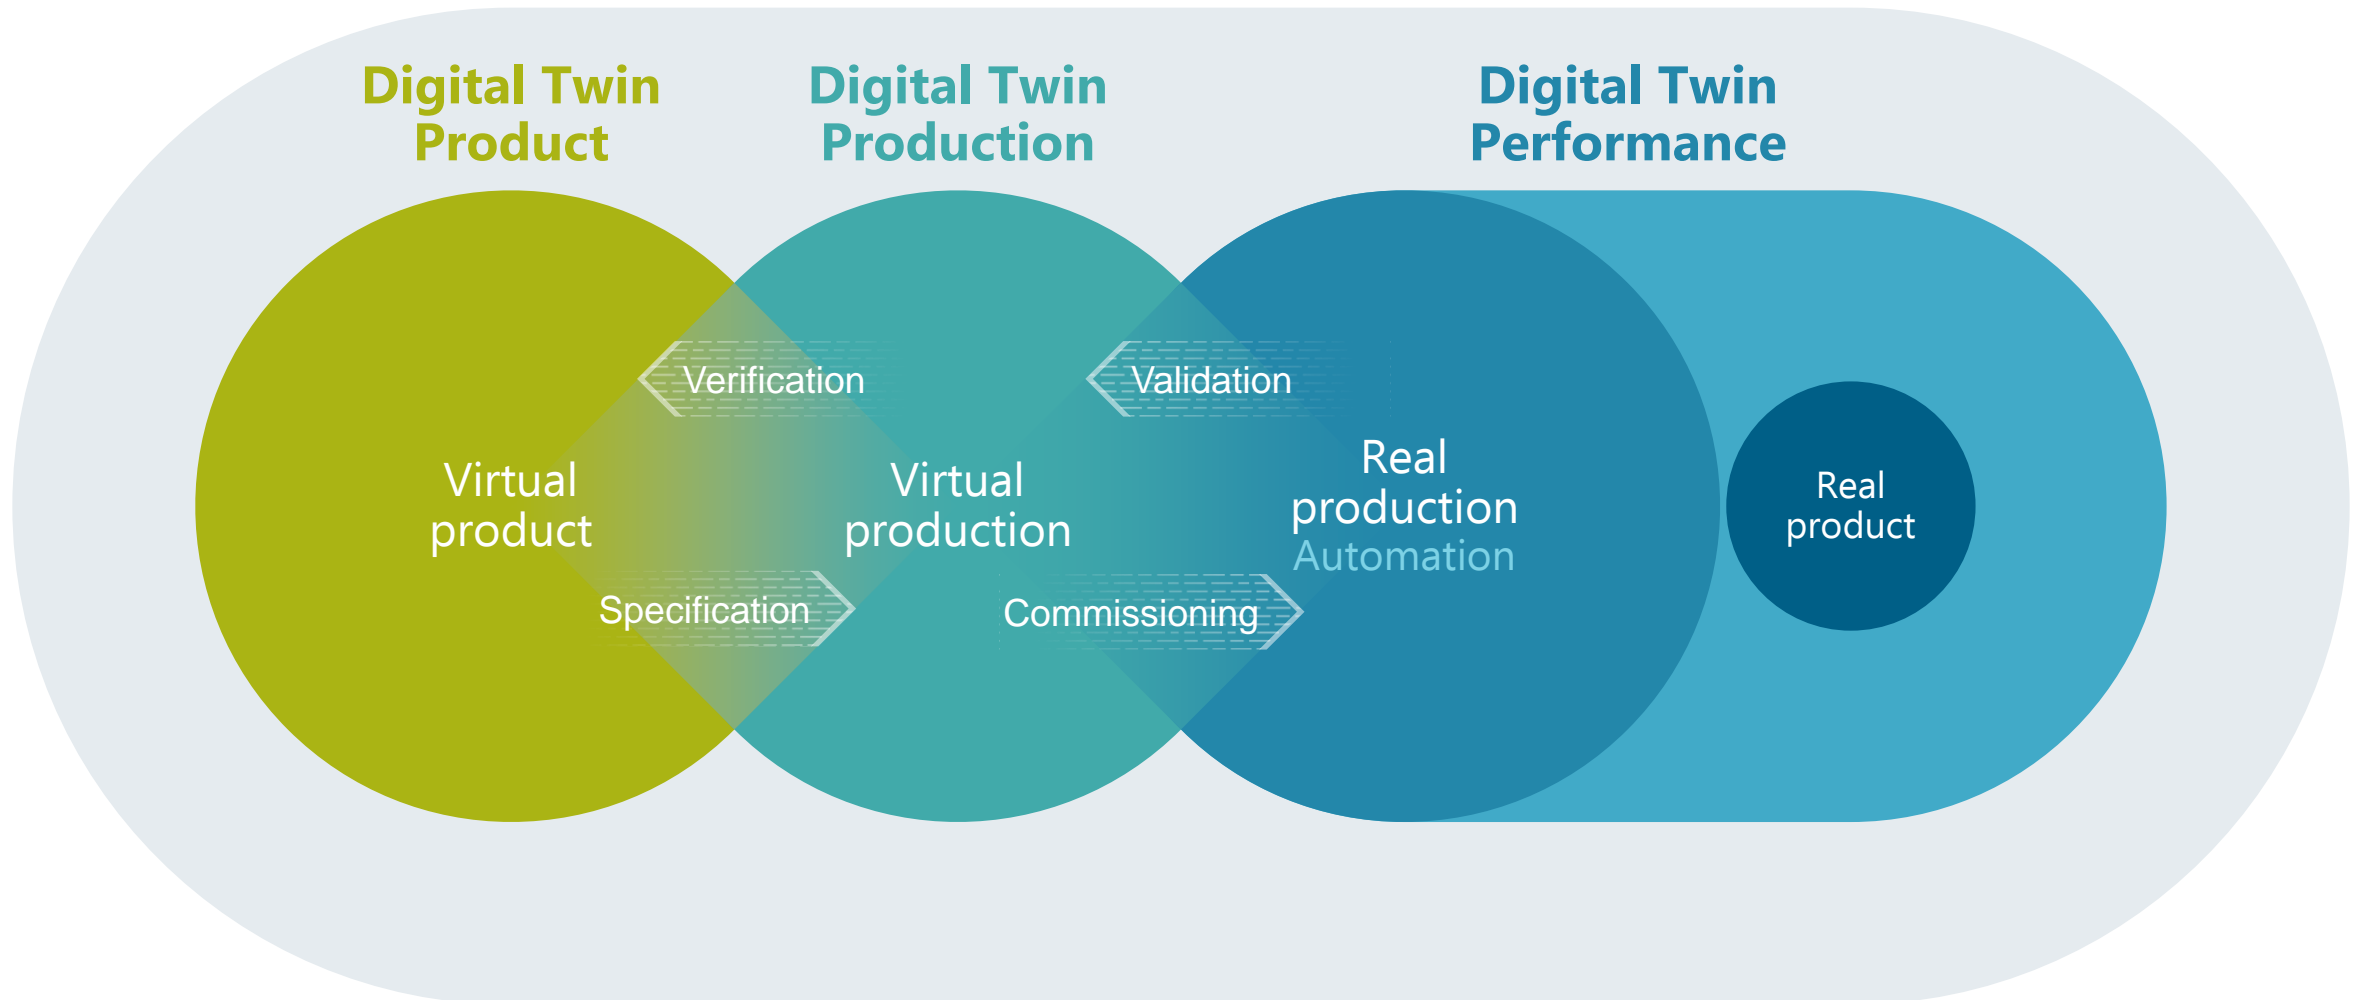 Digital Twin
Product
Digital Twin
Production
Digital Twin
Performance
Verification
Validation
Virtual
product
Virtual
production
Real
production
Automation
Real
product
Specification
Commissioning